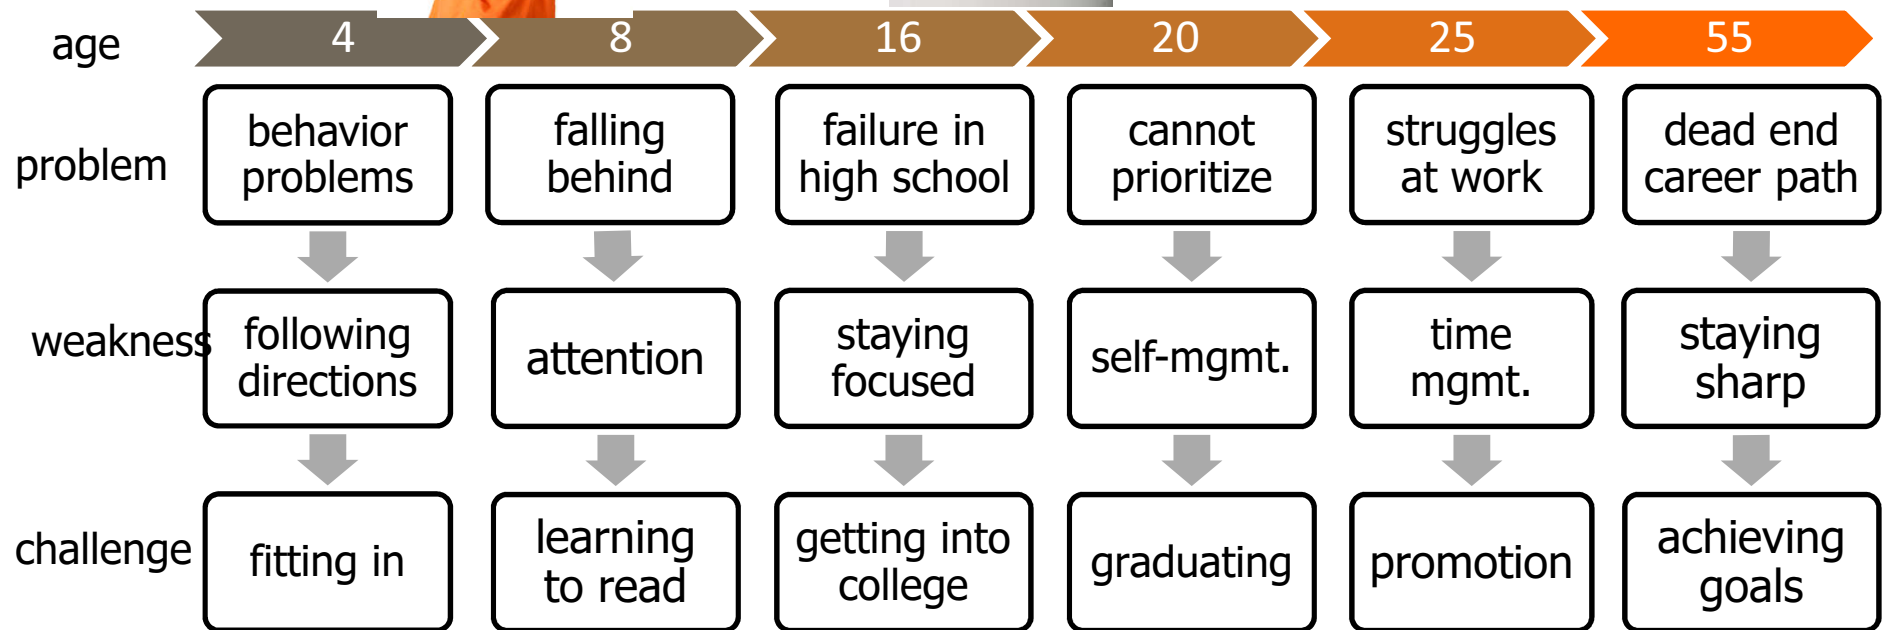 age 4 8 16 20 25 55
problem
behavior
problems
falling
behind
failure in
high school
cannot
prioritize
struggles
at work
dead end
career path
weakness
following
directions
attention
staying
focused
self-mgmt.
time
mgmt.
staying
sharp
challenge
fitting in
learning
to read
getting into
college
graduating
promotion
achieving
goals